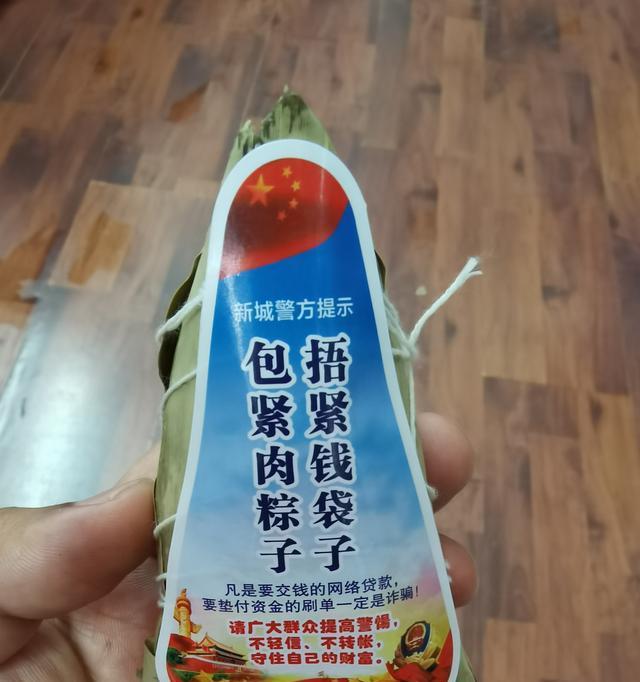 新城警方提示
捂紧钱袋子
包紧肉粽子
凡是要交钱的网络贷款，
要垫付资金的刷单一定是诈骗！
请广大群众提高警惕，
不轻信、不转帐，
守住自己的财富。